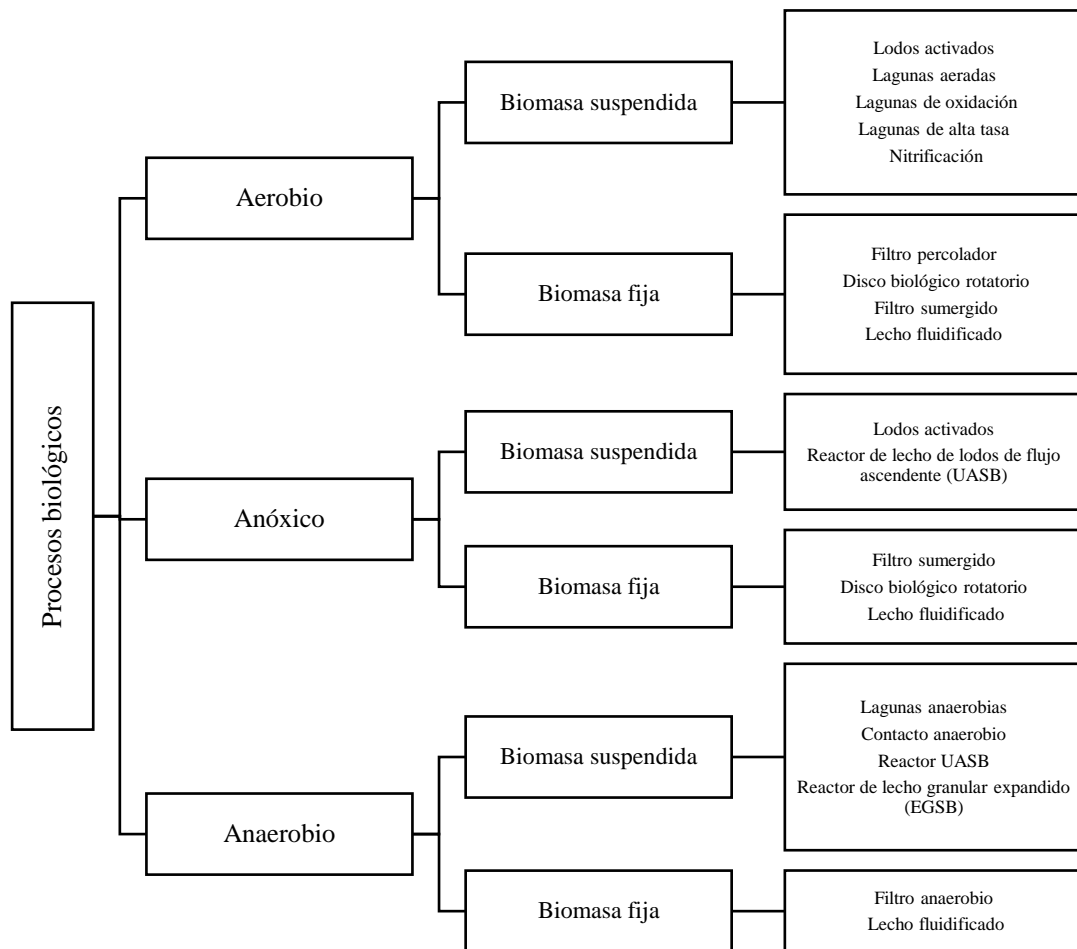 Procesos biológicos
Aerobio
Biomasa suspendida
Lodos activados
Lagunas aeradas
Lagunas de oxidación
Lagunas de alta tasa
Nitrificación
Biomasa fija
Filtro percolador
Disco biológico rotatorio
Filtro sumergido
Lecho fluidificado
Anóxico
Biomasa suspendida
Lodos activados
Reactor de lecho de lodos de flujo
ascendente (UASB)
Biomasa fija
Filtro sumergido
Disco biológico rotatorio
Lecho fluidificado
Anaerobio
Biomasa suspendida
Lagunas anaerobias
Contacto anaerobio
Reactor UASB
Reactor de lecho granular expandido
(EGSB)
Biomasa fija
Filtro anaerobio
Lecho fluidificado